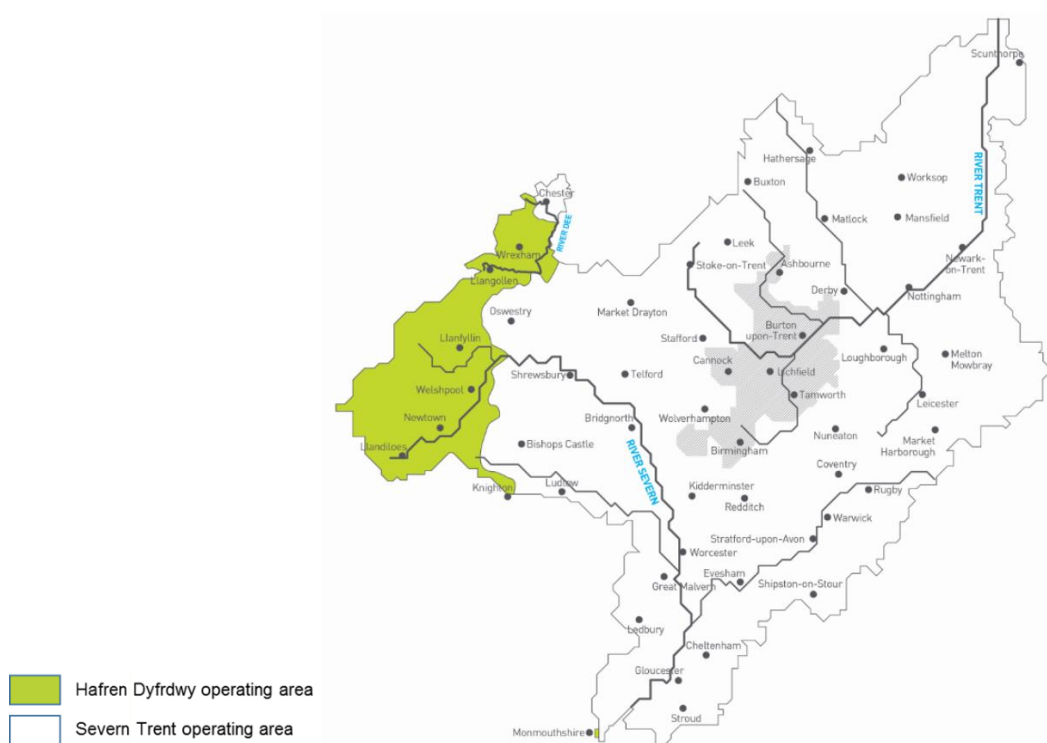 Scunthorpe
Hathersage
RIVER TRENT
Buxton
Worksop
Chester
Matlock
Mansfield
RIVER DEE
Wrexham
Leek
Newark-
on-Trent
Stoke-on-Trent
Ashbourne
Llangollen
Derby
Nottingham
Oswestry
Market Drayton
Burton
upon-Trent
Llanfyllin
Stafford
Loughborough
Melton
Mowbray
Cannock
Lichfield
Shrewsbury
Telford
Welshpool
Tamworth
Leicester
Wolverhampton
Newtown
Bridgnorth
Nuneaton
Market
Harborough
Llandiloes
Bishops Castle
Birmingham
RIVER SEVERN
Coventry
Knighton
Ludlow
Kidderminster
Redditch
Rugby
Warwick
Stratford-upon-Avon
Worcester
Evesham
Great Malvern
Shipston-on-Stour
Ledbury
Cheltenham
Gloucester
Stroud
Monmouthshire
Hafren Dyfrdwy operating area
Severn Trent operating area